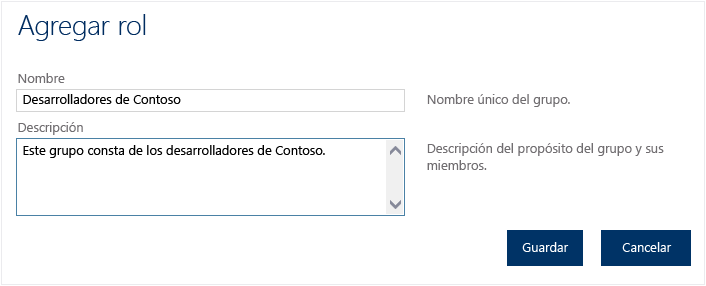 Agregar rol
Nombre
Desarrolladores de Contoso
Nombre único del grupo.
Descripción
Este grupo consta de los desarrolladores de Contoso.
Descripción del propósito del grupo y sus
miembros.
Guardar
Cancelar